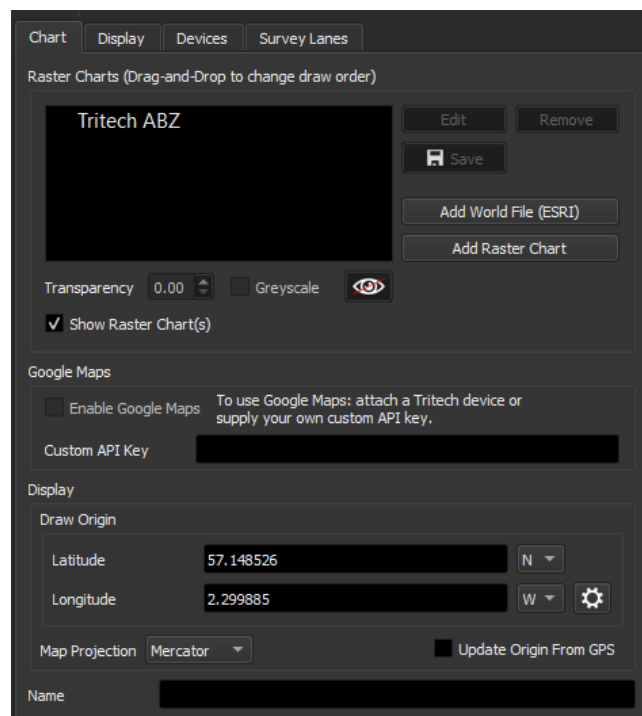 Chart Display Devices Survey Lanes
Raster Charts (Drag-and-Drop to change draw order)
Tritech ABZ
Edit Remove
Save
Add World File (ESRI)
Add Raster Chart
Transparency 0.00 Greyscale
Show Raster Chart(s)
Google Maps
Enable Google Maps
To use Google Maps: attach a Tritech device or
supply your own custom API key.
Custom API Key
Display
Draw Origin
Latitude 57.148526 N
Longitude 2.299885 W
Map Projection Mercator Update Origin From GPS
Name